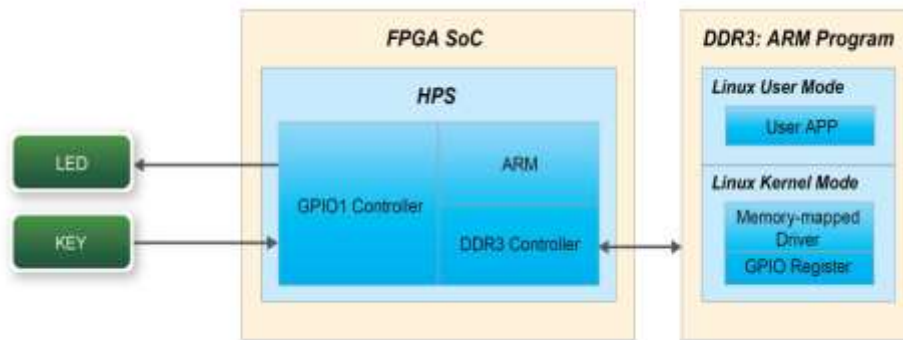 FPGA SoC
HPS
LED
KEY
GPIO1 Controller
ARM
DDR3 Controller
DDR3: ARM Program
Linux User Mode
User APP
Linux Kernel Mode
Memory-mapped
Driver
GPIO Register